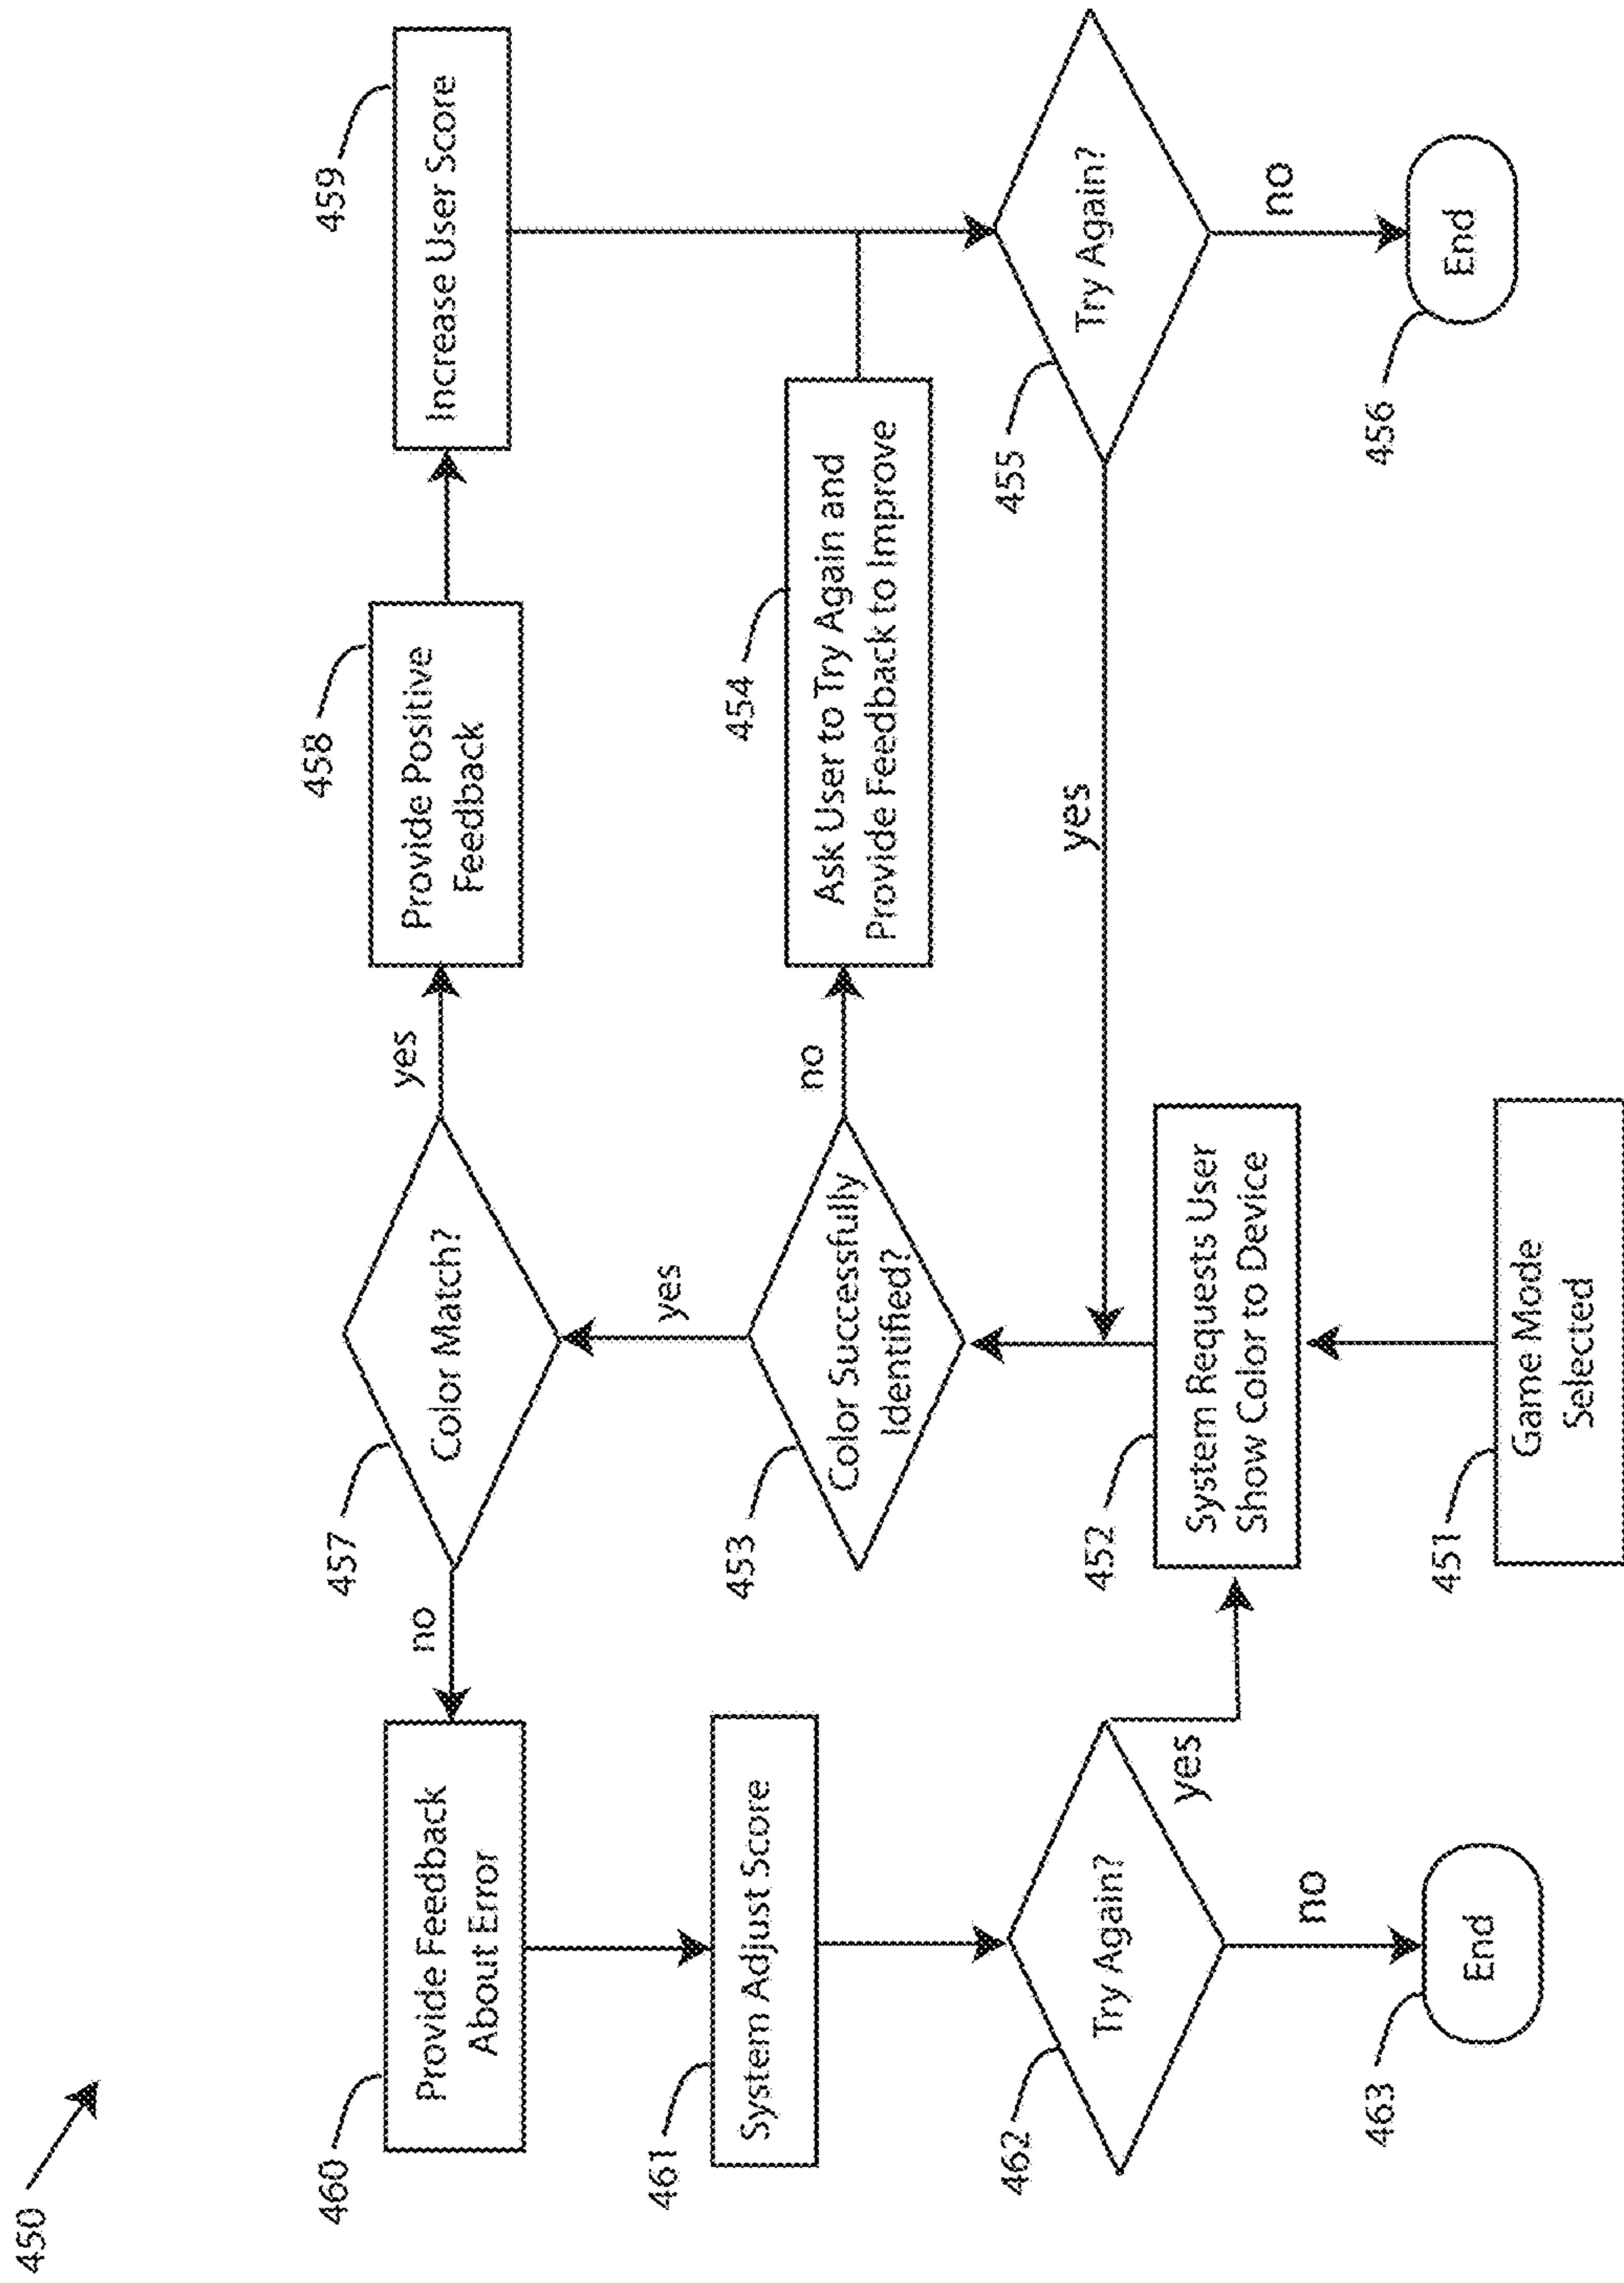 450
460
Provide Feedback
About Error
461
System Adjust Score
462
Try Again?
yes
no
463
End
457
Color Match?
no
yes
453
Color Successfully
Identified?
yes
no
452
System Requests User
Show Color to Device
451
Game Mode
Selected
458
Provide Positive
Feedback
454
Ask User to Try Again and
Provide Feedback to Improve
yes
459
Increase User Score
455
Try Again?
no
456
End